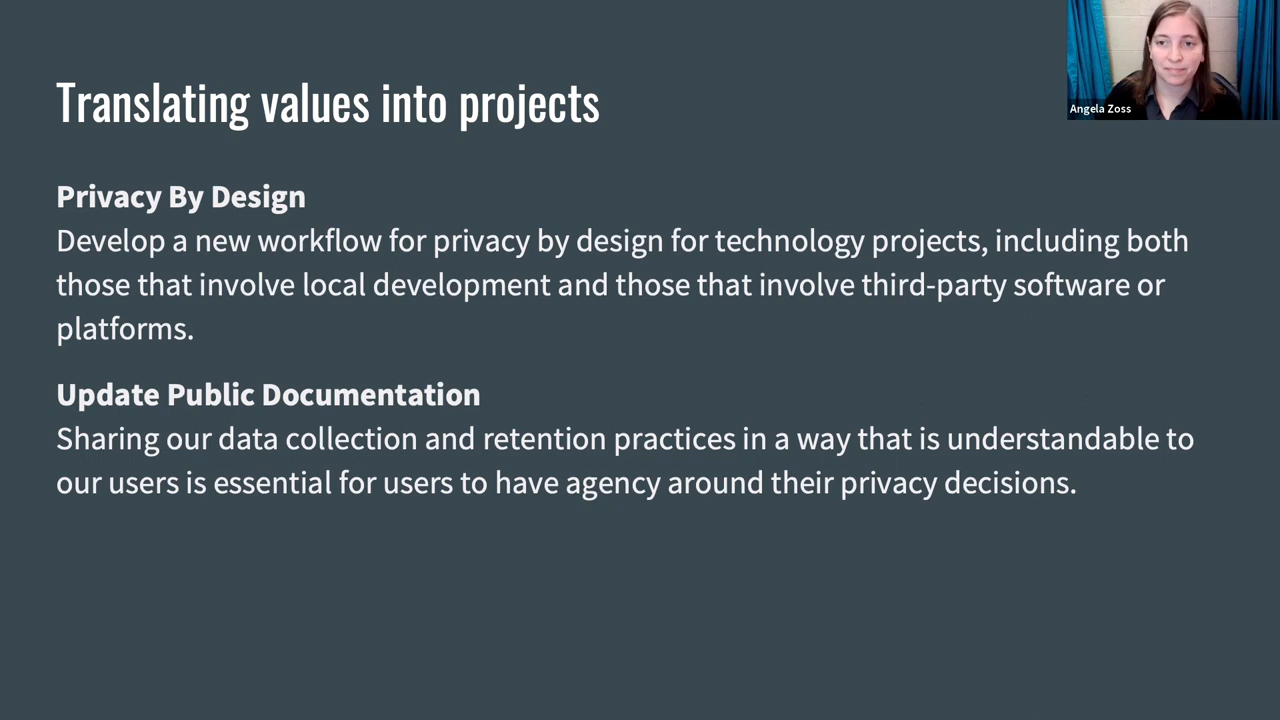 Translating values into projects
Angela Zoss
Privacy By Design
Develop a new workflow for privacy by design for technology projects, including both
those that involve local development and those that involve third-party software or
platforms.
Update Public Documentation
Sharing our data collection and retention practices in a way that is understandable to
our users is essential for users to have agency around their privacy decisions.